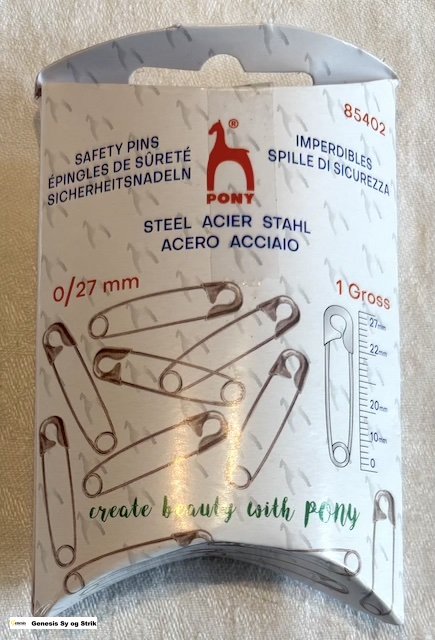 85402
SAFETY PINS
ÉPINGLES DE SÛRETÉ
SICHERHEITSNADELN
®
PONY
IMPERDIBLES
SPILLE DI SICUREZZA
STEEL ACIER STAHL
ACERO ACCIAIO
0/27 mm
1 Gross
27mm
22mm
20mm
10mm
0
create beauty with PONY
Genesis Sy og Strik